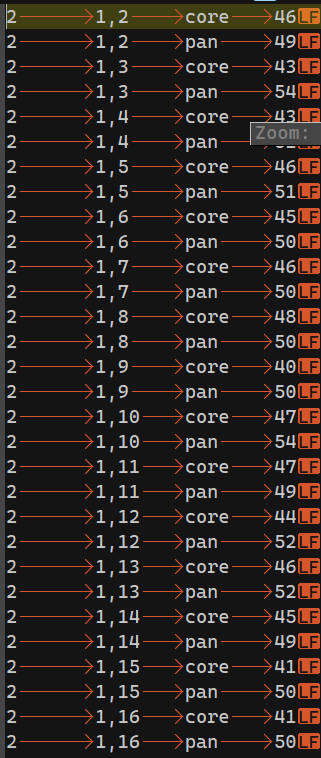 2 1,2 core 46 LF
2 1,2 pan 49 LF
2 1,3 core 43 LF
2 1,3 pan 54 LF
2 1,4 core 43 LF
Zoom:
2 1,4 pan LF
2 1,5 core 46 LF
2 1,5 pan 51 LF
2 1,6 core 45 LF
2 1,6 pan 50 LF
2 1,7 core 46 LF
2 1,7 pan 50 LF
2 1,8 core 48 LF
2 1,8 pan 50 LF
2 1,9 core 40 LF
2 1,9 pan 50 LF
2 1,10 core 47 LF
2 1,10 pan 54 LF
2 1,11 core 47 LF
2 1,11 pan 49 LF
2 1,12 core 44 LF
2 1,12 pan 52 LF
2 1,13 core 46 LF
2 1,13 pan 52 LF
2 1,14 core 45 LF
2 1,14 pan 49 LF
2 1,15 core 41 LF
2 1,15 pan 50 LF
2 1,16 core 41 LF
2 1,16 pan 50 LF